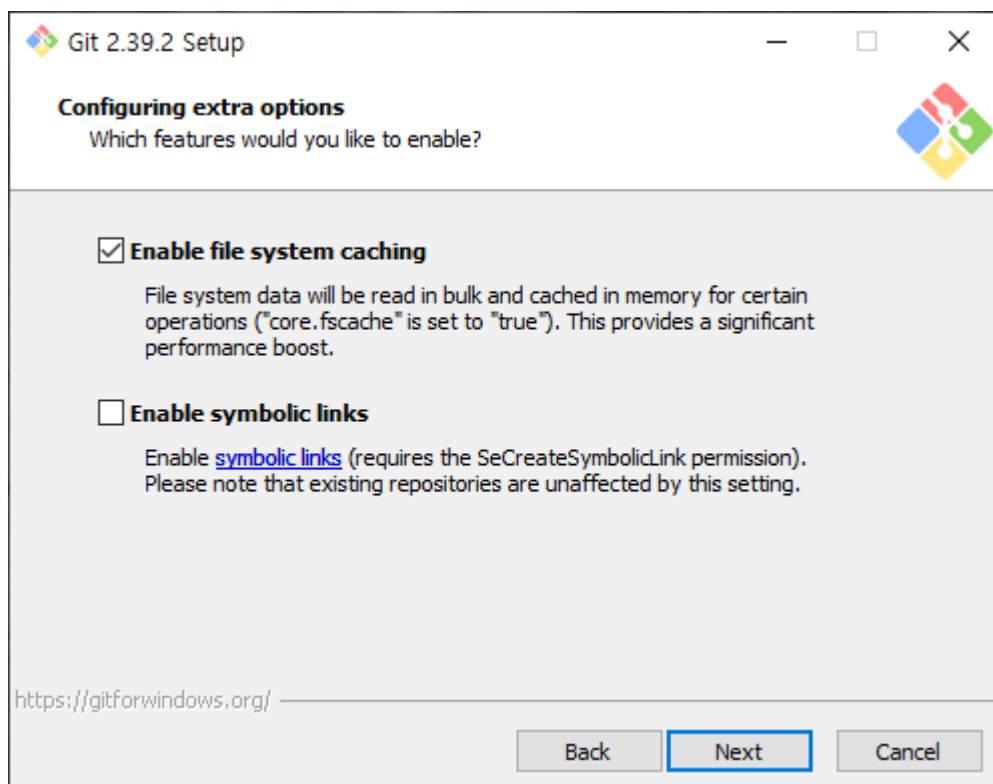 Git 2.39.2 Setup
Configuring extra options
Which features would you like to enable?
Enable file system caching
File system data will be read in bulk and cached in memory for certain
operations ("core.fscache" is set to "true"). This provides a significant
performance boost.
Enable symbolic links
Enable symbolic links (requires the SeCreateSymbolicLink permission).
Please note that existing repositories are unaffected by this setting.
https://gitforwindows.org/
Back Next Cancel